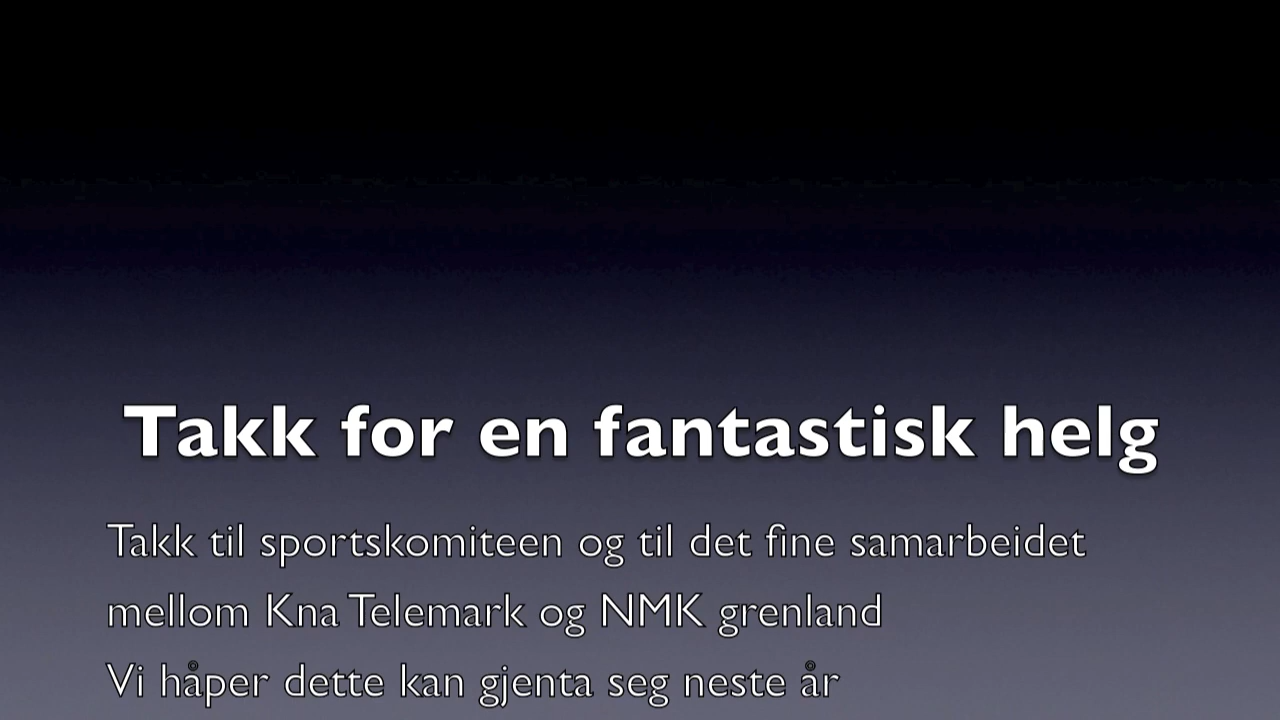 Takk for en fantastisk helg
Takk til sportskomiteen og til det fine samarbeidet
mellom Kna Telemark og NMK grenland
Vi håper dette kan gjenta seg neste år